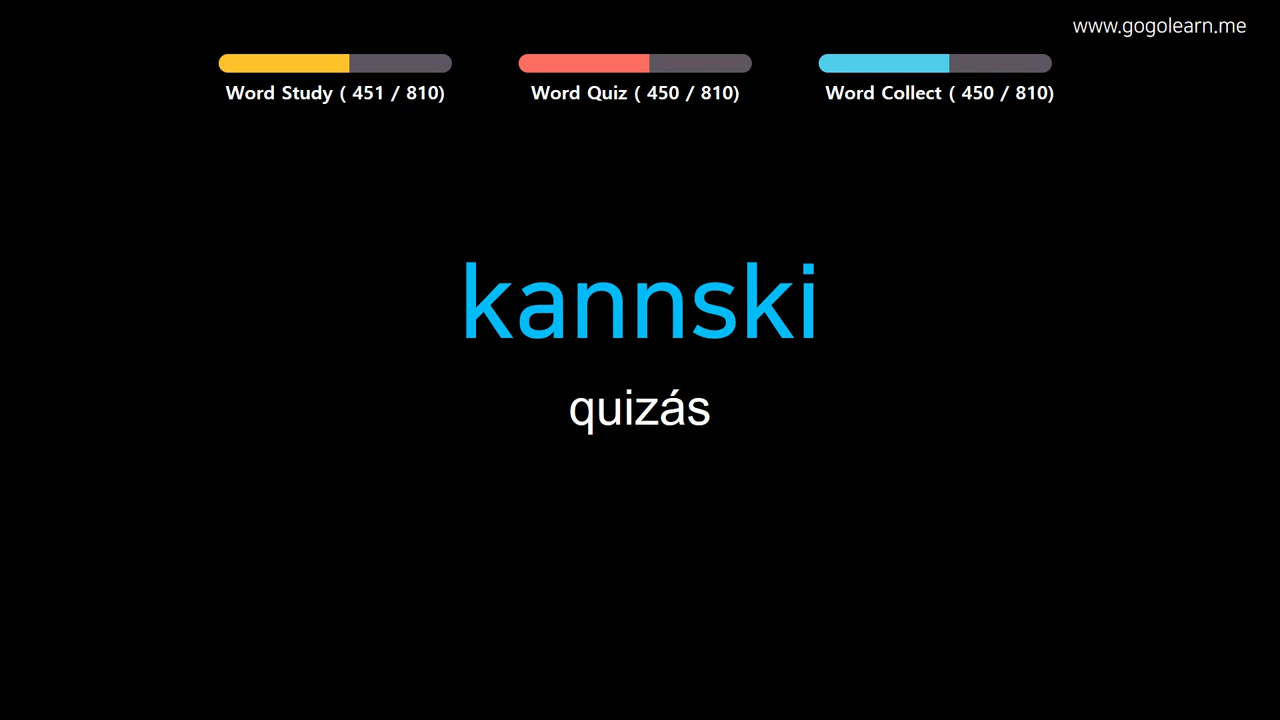 www.gogolearn.me
Word Study ( 451 / 810)
Word Quiz ( 450 / 810)
Word Collect ( 450 / 810)
kannski
quizás